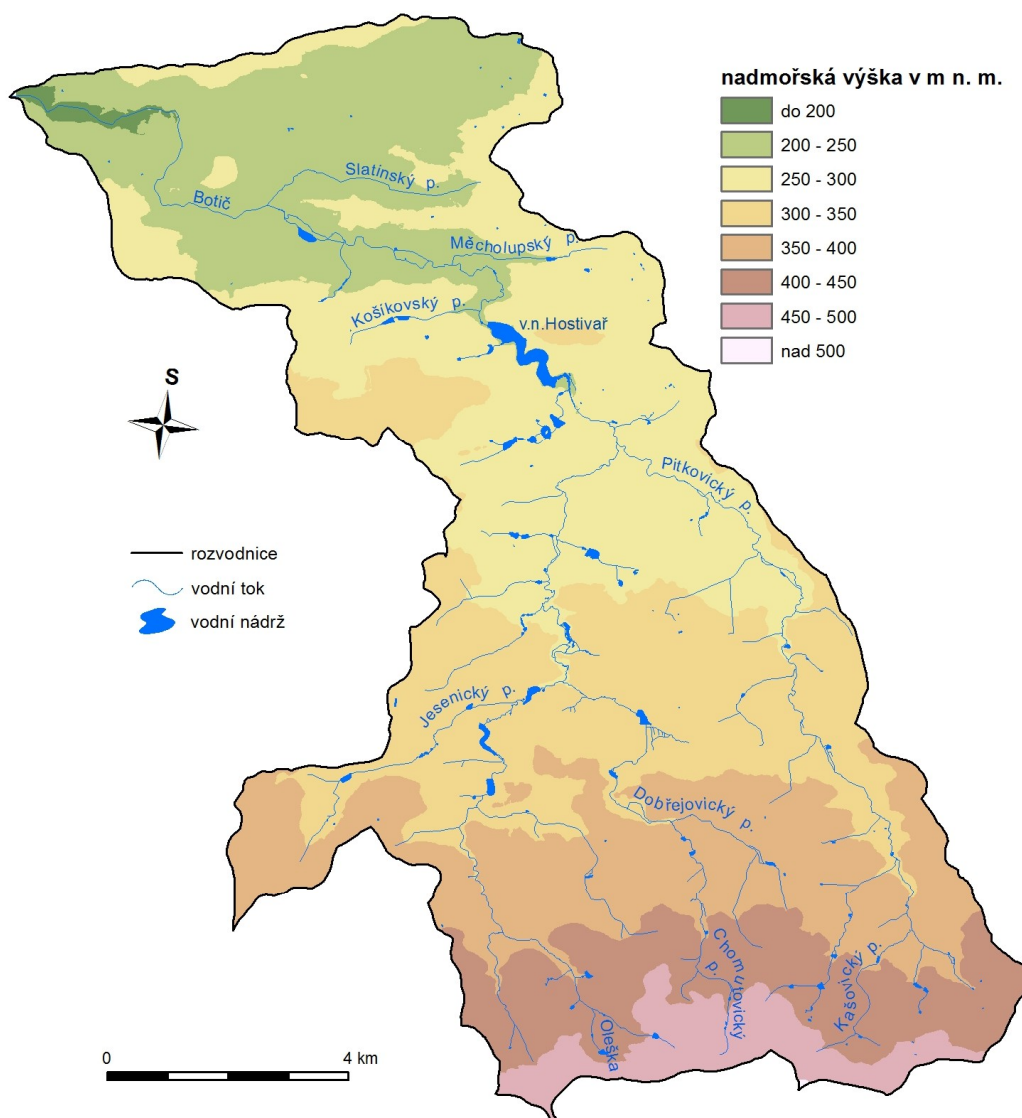 nadmořská výška v m n. m.
do 200
200 - 250
250 - 300
300 - 350
350 - 400
400 - 450
450 - 500
nad 500
Slatinský p.
Botič
Měcholupský p.
Košíkovský p.
v.n.Hostivař
S
Pitkovický p.
rozvodnice
vodní tok
vodní nádrž
Jesenický p.
Dobřejovický p.
Chomutovický p.
Kašovický p.
Oleška
0 4 km